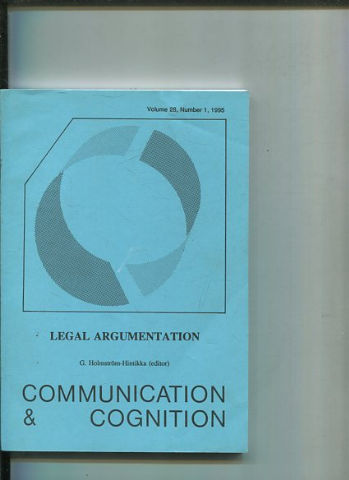 Volume 28, Number 1, 1995
LEGAL ARGUMENTATION
G. Holmström-Hintikka (editor)
COMMUNICATION
& COGNITION